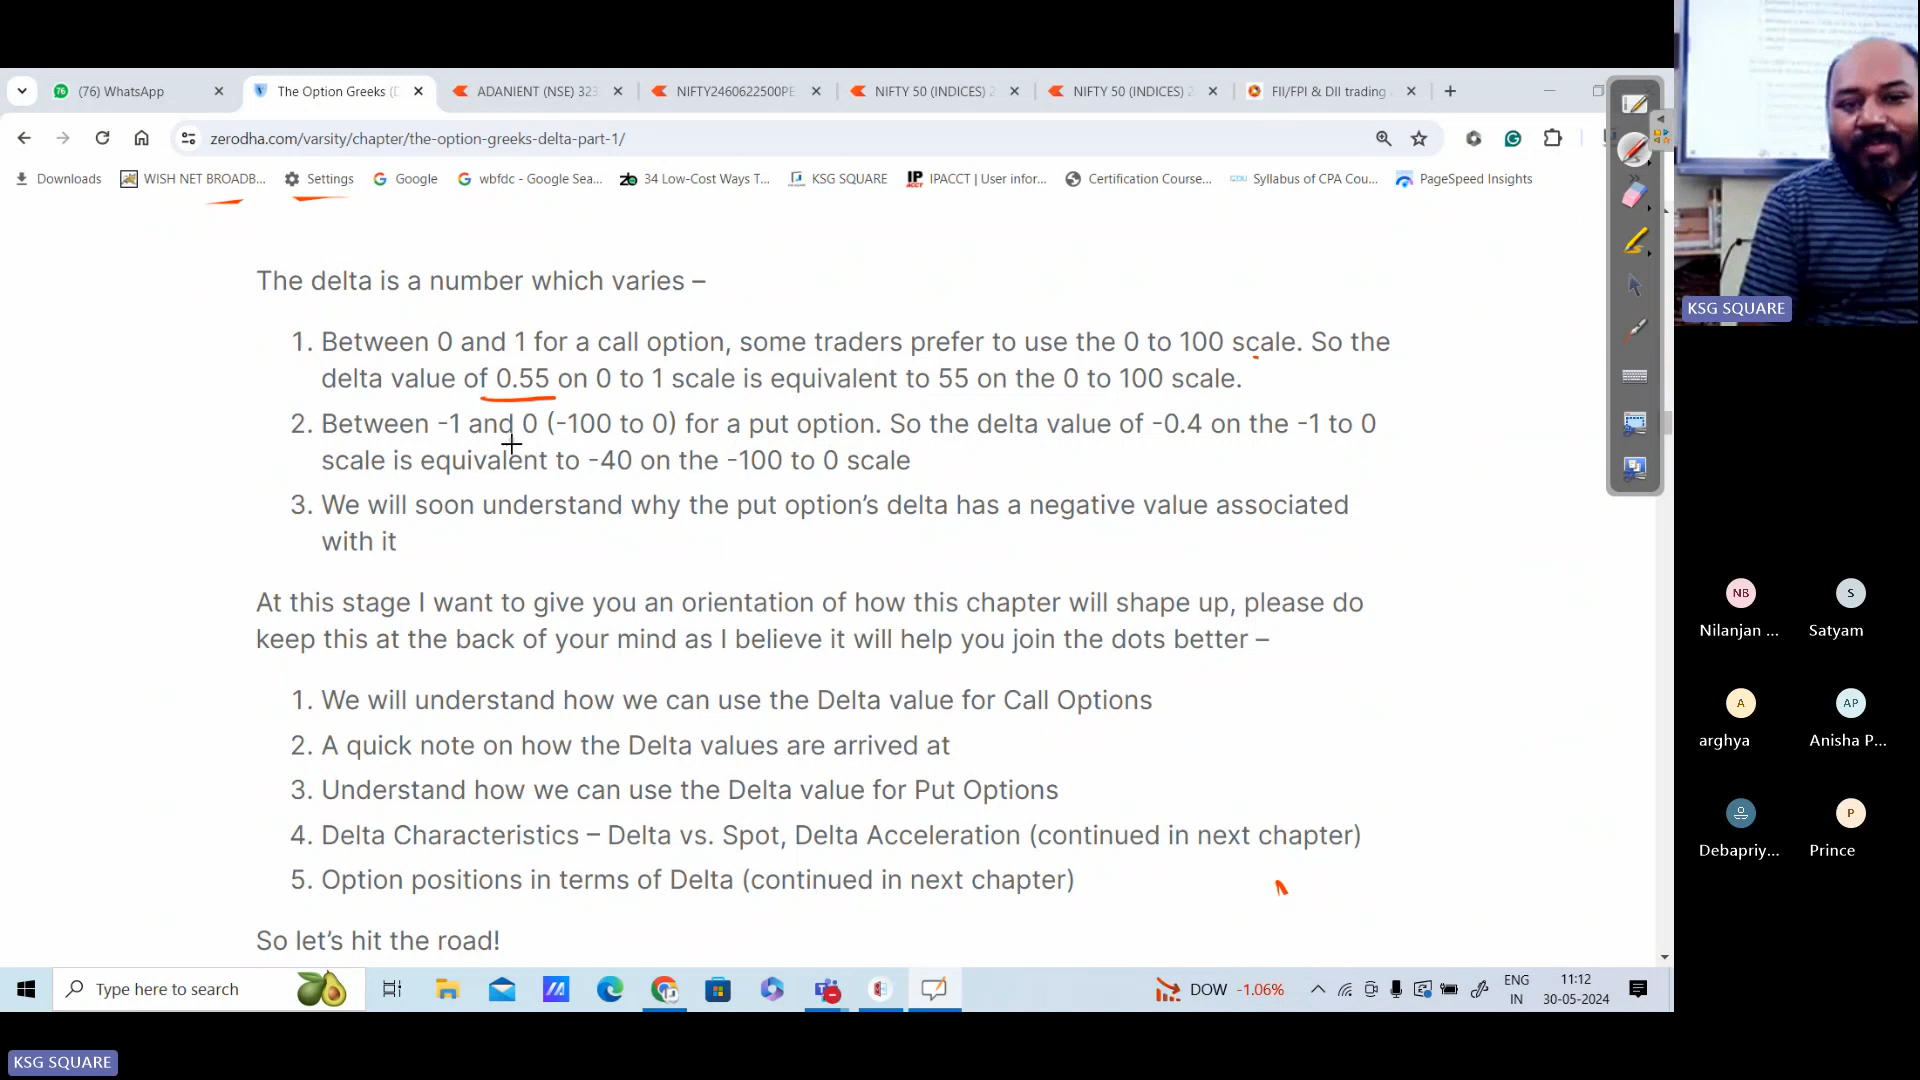 (76) WhatsApp
The Option Greeks (D
ADANIENT (NSE) 323
NIFTY2460622500PE
NIFTY 50 (INDICES) 2
NIFTY 50 (INDICES) 2
FII/FPI & DII trading
zerodha.com/varsity/chapter/the-option-greeks-delta-part-1/
Downloads
WISH NET BROADB...
Settings
Google
wbfdc - Google Sea...
34 Low-Cost Ways T...
KSG SQUARE
IPACCT | User infor...
Certification Course...
Syllabus of CPA Cou...
PageSpeed Insights
The delta is a number which varies –
1. Between 0 and 1 for a call option, some traders prefer to use the 0 to 100 scale. So the
delta value of 0.55 on 0 to 1 scale is equivalent to 55 on the 0 to 100 scale.
2. Between -1 and 0 (-100 to 0) for a put option. So the delta value of -0.4 on the -1 to 0
scale is equivalent to -40 on the -100 to 0 scale
3. We will soon understand why the put option’s delta has a negative value associated
with it
At this stage I want to give you an orientation of how this chapter will shape up, please do
keep this at the back of your mind as I believe it will help you join the dots better –
1. We will understand how we can use the Delta value for Call Options
2. A quick note on how the Delta values are arrived at
3. Understand how we can use the Delta value for Put Options
4. Delta Characteristics – Delta vs. Spot, Delta Acceleration (continued in next chapter)
5. Option positions in terms of Delta (continued in next chapter)
So let’s hit the road!
KSG SQUARE
NB
S
Nilanjan ...
Satyam
A
AP
arghya
Anisha P...
P
Debapriy...
Prince
Type here to search
DOW -1.06%
ENG
IN
11:12
30-05-2024
KSG SQUARE